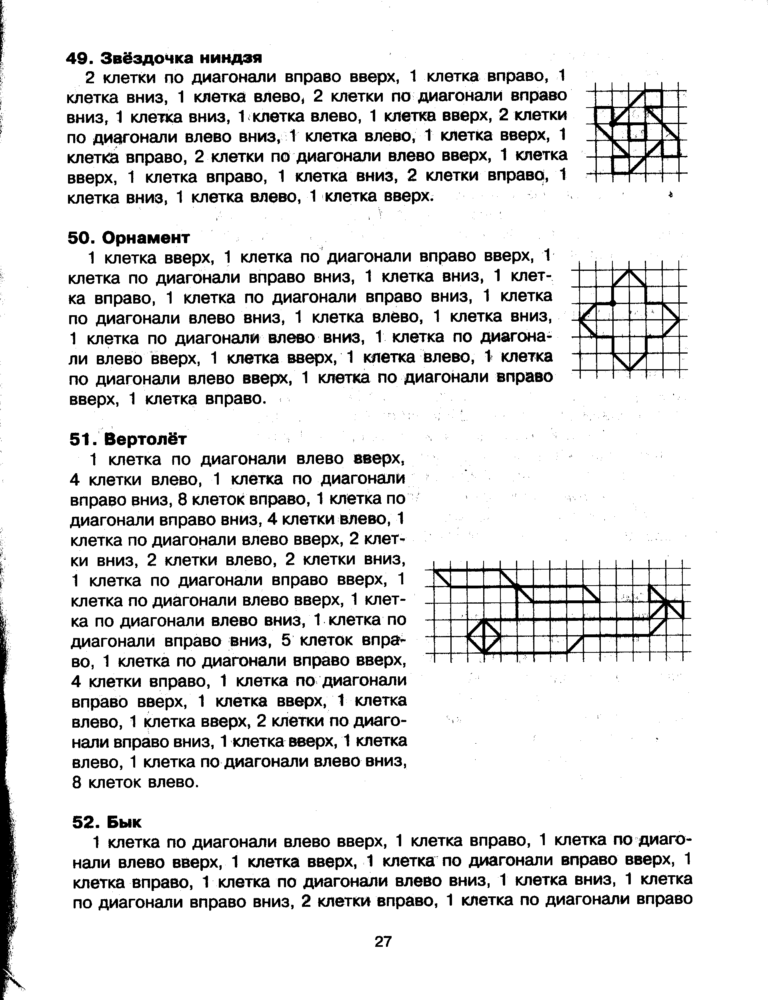 49. Звёздочка ниндзя
2 клетки по диагонали вправо вверх, 1 клетка вправо, 1
клетка вниз, 1 клетка влево, 2 клетки по диагонали вправо
вниз, 1 клетка вниз, 1 клетка влево, 1 клетка вверх, 2 клетки
по диагонали влево вниз, 1 клетка влево, 1 клетка вверх, 1
клетка вправо, 2 клетки по диагонали влево вверх, 1 клетка
вверх, 1 клетка вправо, 1 клетка вниз, 2 клетки вправо, 1
клетка вниз, 1 клетка влево, 1 клетка вверх.
50. Орнамент
1 клетка вверх, 1 клетка по диагонали вправо вверх, 1
клетка по диагонали вправо вниз, 1 клетка вниз, 1 клет-
ка вправо, 1 клетка по диагонали вправо вниз, 1 клетка
по диагонали влево вниз, 1 клетка влево, 1 клетка вниз,
1 клетка по диагонали влево вниз, 1 клетка по диагона-
ли влево вверх, 1 клетка вверх, 1 клетка влево, 1 клетка
по диагонали влево вверх, 1 клетка по диагонали вправо
вверх, 1 клетка вправо.
51. Вертолёт
1 клетка по диагонали влево вверх,
4 клетки влево, 1 клетка по диагонали
вправо вниз, 8 клеток вправо, 1 клетка по
диагонали вправо вниз, 4 клетки влево, 1
клетка по диагонали влево вверх, 2 клет-
ки вниз, 2 клетки влево, 2 клетки вниз,
1 клетка по диагонали вправо вверх, 1
клетка по диагонали влево вверх, 1 клет-
ка по диагонали влево вниз, 1 клетка по
диагонали вправо вниз, 5 клеток впра-
во, 1 клетка по диагонали вправо вверх,
4 клетки вправо, 1 клетка по диагонали
вправо вверх, 1 клетка вверх, 1 клетка
влево, 1 клетка вверх, 2 клетки по диаго-
нали вправо вниз, 1 клетка вверх, 1 клетка
влево, 1 клетка по диагонали влево вниз,
8 клеток влево.
52. Бык
1 клетка по диагонали влево вверх, 1 клетка вправо, 1 клетка по диаго-
нали влево вверх, 1 клетка вверх, 1 клетка по диагонали вправо вверх, 1
клетка вправо, 1 клетка по диагонали влево вниз, 1 клетка вниз, 1 клетка
по диагонали вправо вниз, 2 клетки вправо, 1 клетка по диагонали вправо
27